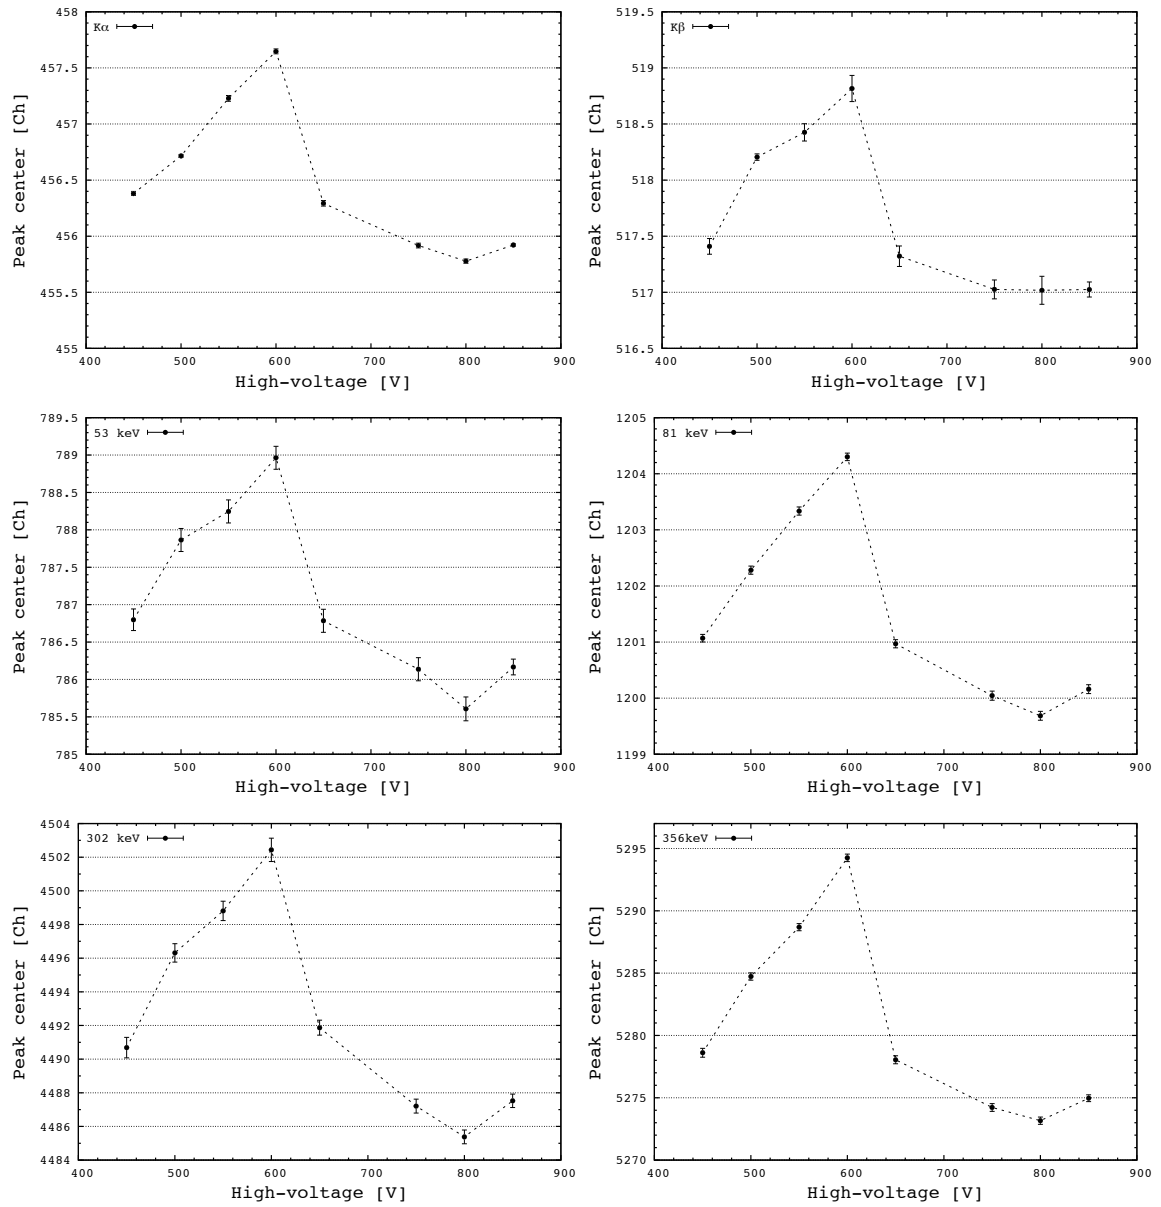 Kα
Peak center [Ch]
458
457.5
457
456.5
456
455.5
455
400 500 600 700 800 900
High-voltage [V]
Kβ
Peak center [Ch]
519.5
519
518.5
518
517.5
517
516.5
400 500 600 700 800 900
High-voltage [V]
53 keV
Peak center [Ch]
789.5
789
788.5
788
787.5
787
786.5
786
785.5
785
400 500 600 700 800 900
High-voltage [V]
81 keV
Peak center [Ch]
1205
1204
1203
1202
1201
1200
1199
400 500 600 700 800 900
High-voltage [V]
302 keV
Peak center [Ch]
4504
4502
4500
4498
4496
4494
4492
4490
4488
4486
4484
400 500 600 700 800 900
High-voltage [V]
356keV
Peak center [Ch]
5295
5290
5285
5280
5275
5270
400 500 600 700 800 900
High-voltage [V]